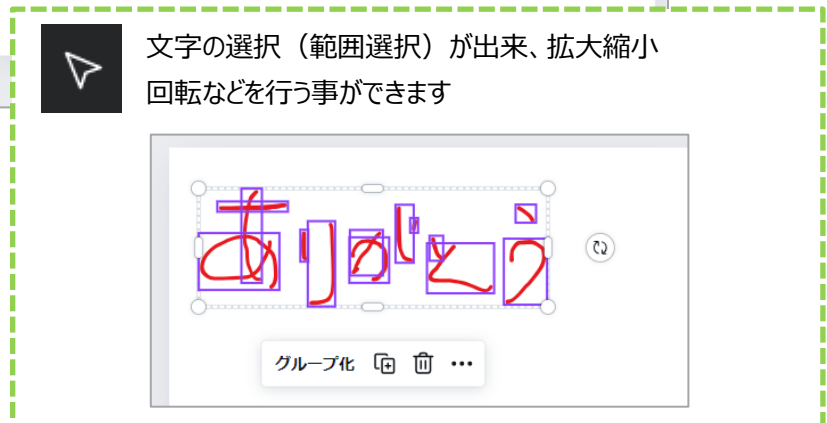 文字の選択（範囲選択）が出来、拡大縮小
回転などを行う事ができます
ありがとう
グループ化